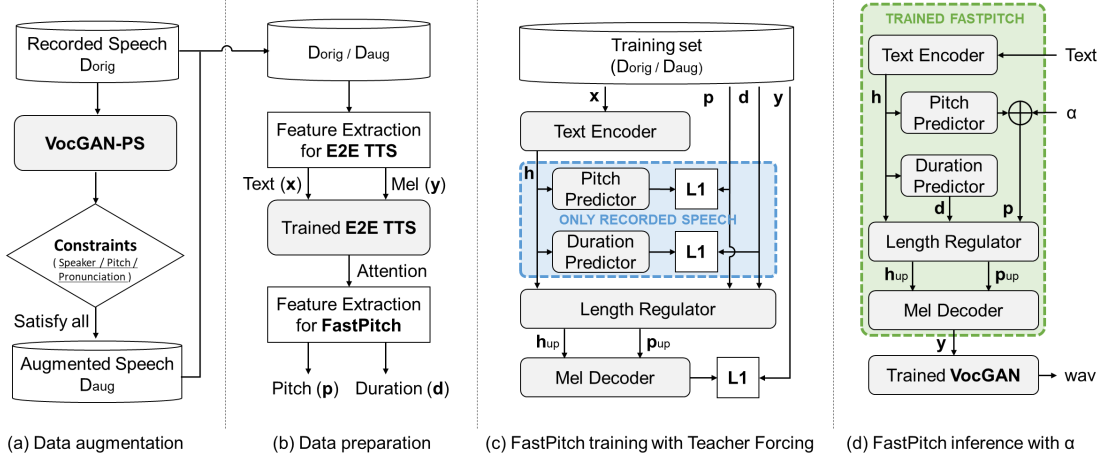 Recorded Speech
Dorig
VocGAN-PS
Constraints
( Speaker / Pitch /
Pronunciation )
Satisfy all
Augmented Speech
Daug
(a) Data augmentation
Dorig / Daug
Feature Extraction
for E2E TTS
Text (x)
Mel (y)
Trained E2E TTS
Attention
Feature Extraction
for FastPitch
Pitch (p)
Duration (d)
(b) Data preparation
Training set
(Dorig / Daug)
x
p
d
y
Text Encoder
h
Pitch
Predictor
L1
ONLY RECORDED SPEECH
Duration
Predictor
L1
Length Regulator
hup
pup
Mel Decoder
L1
(c) FastPitch training with Teacher Forcing
TRAINED FASTPITCH
Text Encoder
Text
h
Pitch
Predictor
α
Duration
Predictor
d
p
Length Regulator
hup
pup
Mel Decoder
y
Trained VocGAN
wav
(d) FastPitch inference with α